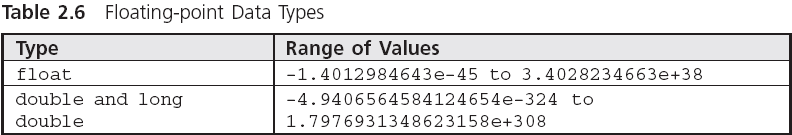 Table 2.6 Floating-point Data Types
Type Range of Values
float -1.4012984643e-45 to 3.4028234663e+38
double and long -4.9406564584124654e-324 to
double 1.7976931348623158e+308